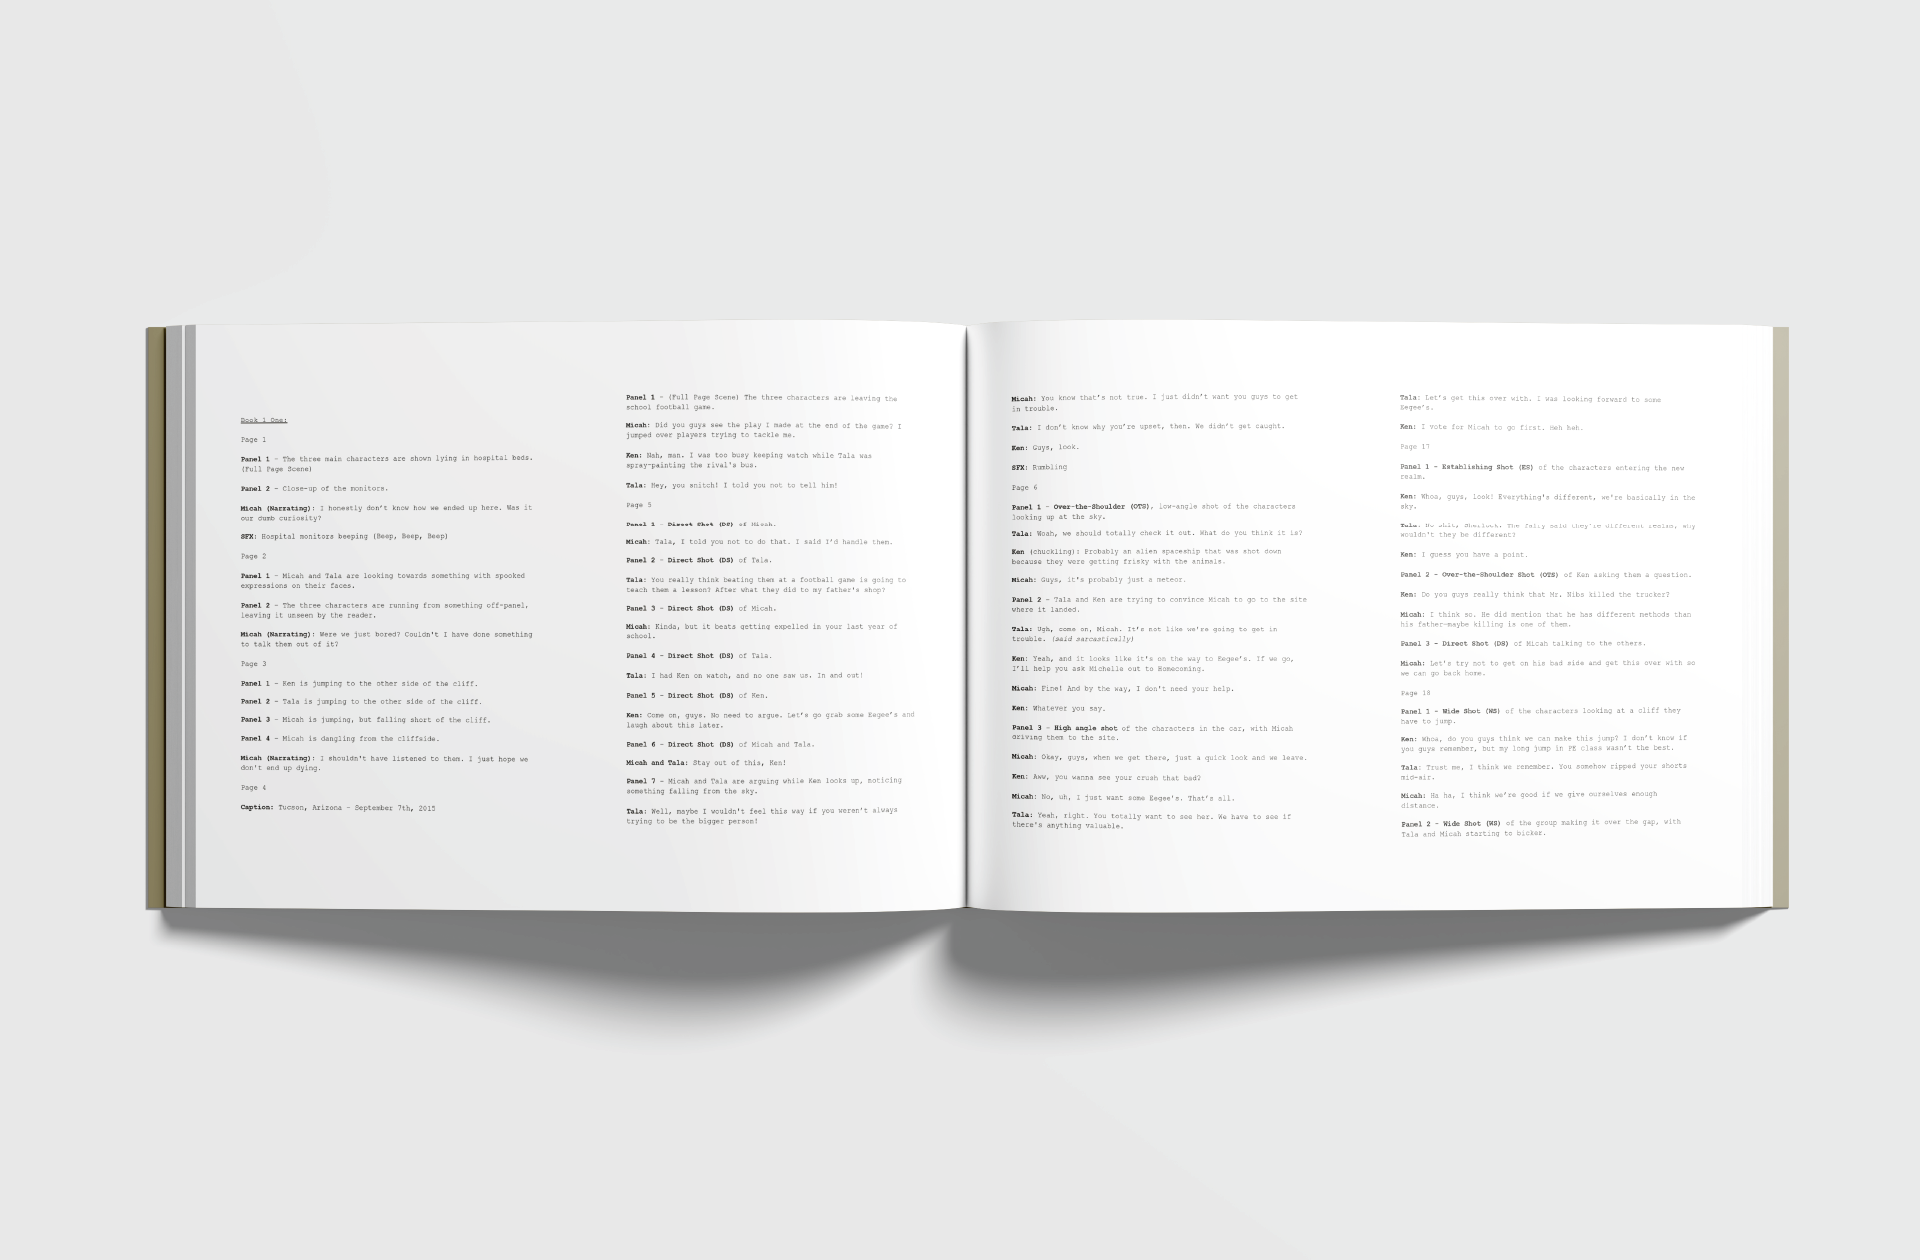 Book 1 One:
Page 1
Panel 1 – The three main characters are shown lying in hospital beds.
(Full Page Scene)
Panel 2 – Close-up of the monitors.
Micah (Narrating): I honestly don't know how we ended up here. Was it
our dumb curiosity?
SFX: Hospital monitors beeping (Beep, Beep, Beep)
Page 2
Panel 1 – Micah and Tala are looking towards something with spooked
expressions on their faces.
Panel 2 – The three characters are running from something off-panel,
leaving it unseen by the reader.
Micah (Narrating): Were we just bored? Couldn't I have done something
to talk them out of it?
Page 3
Panel 1 – Ken is jumping to the other side of the cliff.
Panel 2 – Tala is jumping to the other side of the cliff.
Panel 3 – Micah is jumping, but falling short of the cliff.
Panel 4 – Micah is dangling from the cliffside.
Micah (Narrating): I shouldn't have listened to them. I just hope we
don't end up dying.
Page 4
Caption: Tucson, Arizona – September 7th, 2015
Panel 1 – (Full Page Scene) The three characters are leaving the
school football game.
Micah: Did you guys see the play I made at the end of the game? I
jumped over players trying to tackle me.
Ken: Nah, man. I was too busy keeping watch while Tala was
spray-painting the rival's bus.
Tala: Hey, you snitch! I told you not to tell him!
Page 5
Panel 1 – Direct Shot (DS) of Micah.
Micah: Tala, I told you not to do that. I said I'd handle them.
Panel 2 – Direct Shot (DS) of Tala.
Tala: You really think beating them at a football game is going to
teach them a lesson? After what they did to my father's shop?
Panel 3 – Direct Shot (DS) of Micah.
Micah: Kinda, but it beats getting expelled in your last year of
school.
Panel 4 – Direct Shot (DS) of Tala.
Tala: I had Ken on watch, and no one saw us. In and out!
Panel 5 – Direct Shot (DS) of Ken.
Ken: Come on, guys. No need to argue. Let's go grab some Eegee's and
laugh about this later.
Panel 6 – Direct Shot (DS) of Micah and Tala.
Micah and Tala: Stay out of this, Ken!
Panel 7 – Micah and Tala are arguing while Ken looks up, noticing
something falling from the sky.
Tala: Well, maybe I wouldn't feel this way if you weren't always
trying to be the bigger person!
Micah: You know that's not true. I just didn't want you guys to get
in trouble.
Tala: I don't know why you're upset, then. We didn't get caught.
Ken: Guys, look.
SFX: Rumbling
Page 6
Panel 1 – Over-the-Shoulder (OTS), low-angle shot of the characters
looking up at the sky.
Tala: Woah, we should totally check it out. What do you think it is?
Ken (chuckling): Probably an alien spaceship that was shot down
because they were getting frisky with the animals.
Micah: Guys, it's probably just a meteor.
Panel 2 – Tala and Ken are trying to convince Micah to go to the site
where it landed.
Tala: Ugh, come on, Micah. It's not like we're going to get in
trouble. (Said sarcastically)
Ken: Yeah, and it looks like it's on the way to Eegee's. If we go,
I'll help you ask Michella out to Homecoming.
Micah: Fine! And by the way, I don't need your help.
Ken: Whatever you say.
Panel 3 – High angle shot of the characters in the car, with Micah
driving them to the site.
Micah: Okay, guys, when we get there, just a quick look and we leave.
Ken: Aww, you wanna see your crush that bad?
Micah: No, uh, I just want some Eegee's. That's all.
Tala: Yeah, right. You totally want to see her. We have to see if
there's anything valuable.
Tala: Let's get this over with. I was looking forward to some
Eegee's.
Ken: I vote for Micah to go first. Heh heh.
Page 17
Panel 1 – Establishing Shot (ES) of the characters entering the new
realm.
Ken: Whoa, guys, look! Everything's different, we're basically in the
sky.
Tala: No shit, Sherlock. The fairy said they're different realms, why
wouldn't they be different?
Ken: I guess you have a point.
Panel 2 – Over-the-Shoulder Shot (OTS) of Ken asking them a question.
Ken: Do you guys really think that Mr. Nibs killed the trucker?
Micah: I think so. He did mention that he has different methods than
his father—maybe killing is one of them.
Panel 3 – Direct Shot (DS) of Micah talking to the others.
Micah: Let's try not to get on his bad side and get this over with so
we can go back home.
Page 18
Panel 1 – Wide Shot (WS) of the characters looking at a cliff they
have to jump.
Ken: Whoa, do you guys think we can make this jump? I don't know if
you guys remember, but my long jump in PE class wasn't the best.
Tala: Trust me, I think we remember. You somehow ripped your shorts
mid-air.
Micah: Ha ha, I think we're good if we give ourselves enough
distance.
Panel 2 – Wide Shot (WS) of the group making it over the gap, with
Tala and Micah starting to bicker.